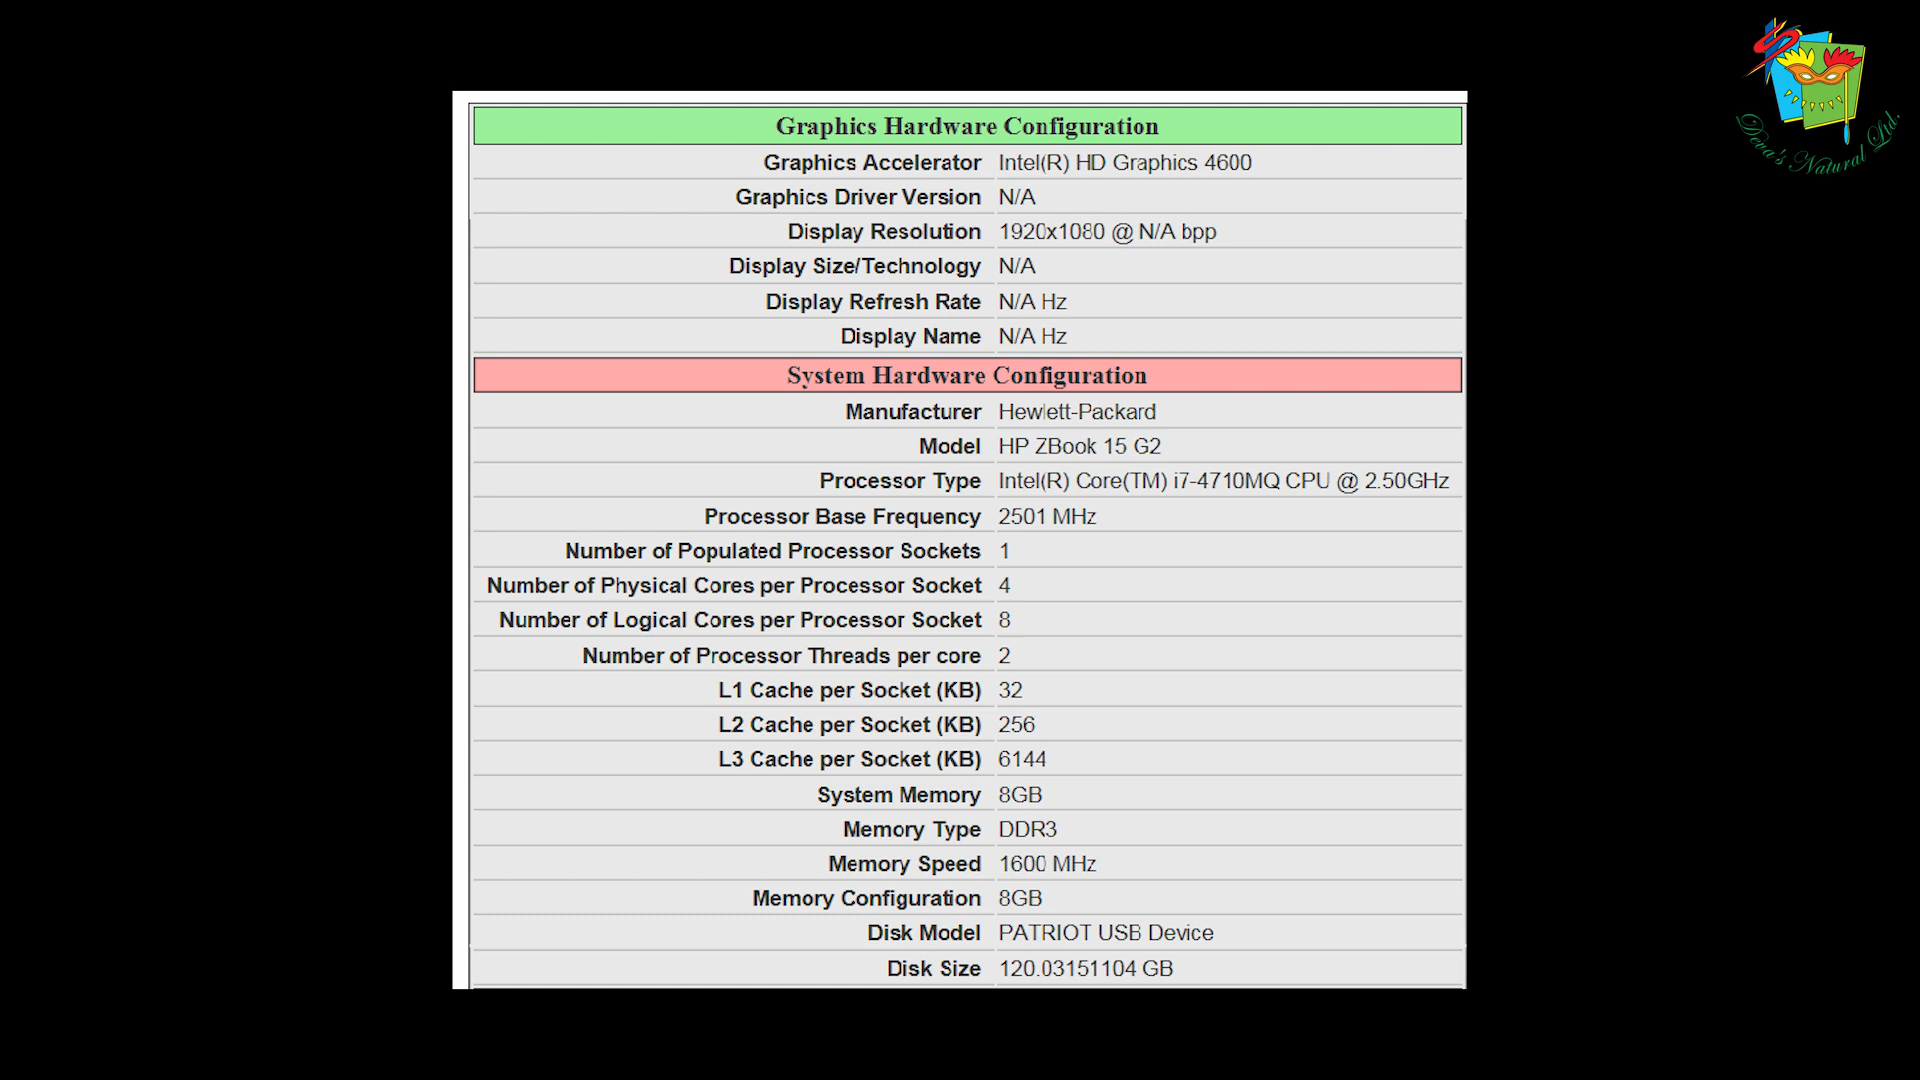 Graphics Hardware Configuration
Graphics Accelerator Intel(R) HD Graphics 4600
Graphics Driver Version N/A
Display Resolution 1920x1080 @ N/A bpp
Display Size/Technology N/A
Display Refresh Rate N/A Hz
Display Name N/A Hz
System Hardware Configuration
Manufacturer Hewlett-Packard
Model HP ZBook 15 G2
Processor Type Intel(R) Core(TM) i7-4710MQ CPU @ 2.50GHz
Processor Base Frequency 2501 MHz
Number of Populated Processor Sockets 1
Number of Physical Cores per Processor Socket 4
Number of Logical Cores per Processor Socket 8
Number of Processor Threads per core 2
L1 Cache per Socket (KB) 32
L2 Cache per Socket (KB) 256
L3 Cache per Socket (KB) 6144
System Memory 8GB
Memory Type DDR3
Memory Speed 1600 MHz
Memory Configuration 8GB
Disk Model PATRIOT USB Device
Disk Size 120.03151104 GB
Deva's Natural Ltd.